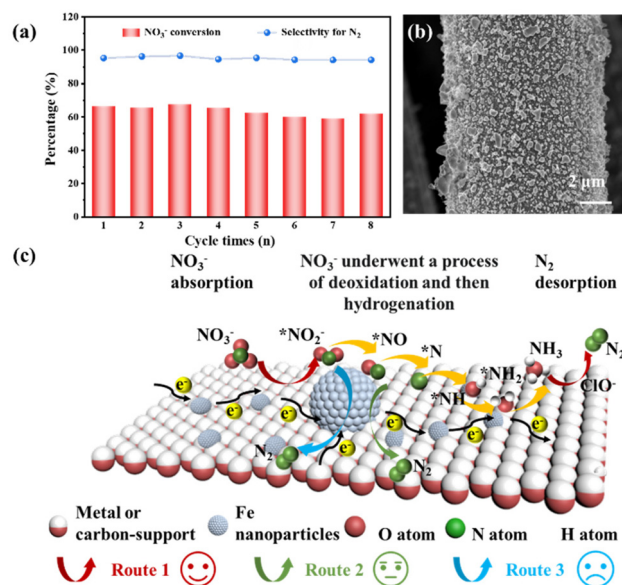 (a)
NO₃⁻ conversion
Selectivity for N₂
Percentage (%)
120
100
80
60
40
20
0
1 2 3 4 5 6 7 8
Cycle times (n)
(b)
2 μm
(c)
NO₃⁻
absorption
NO₃⁻ underwent a process
of deoxidation and then
hydrogenation
N₂
desorption
NO₃⁻
*NO₂⁻
*NO
*N
*NH
*NH₂
NH₃
N₂
ClO⁻
e⁻
e⁻
e⁻
e⁻
e⁻
e⁻
e⁻
N₂
N₂
Metal or
carbon-support
Fe
nanoparticles
O atom
N atom
H atom
Route 1
Route 2
Route 3